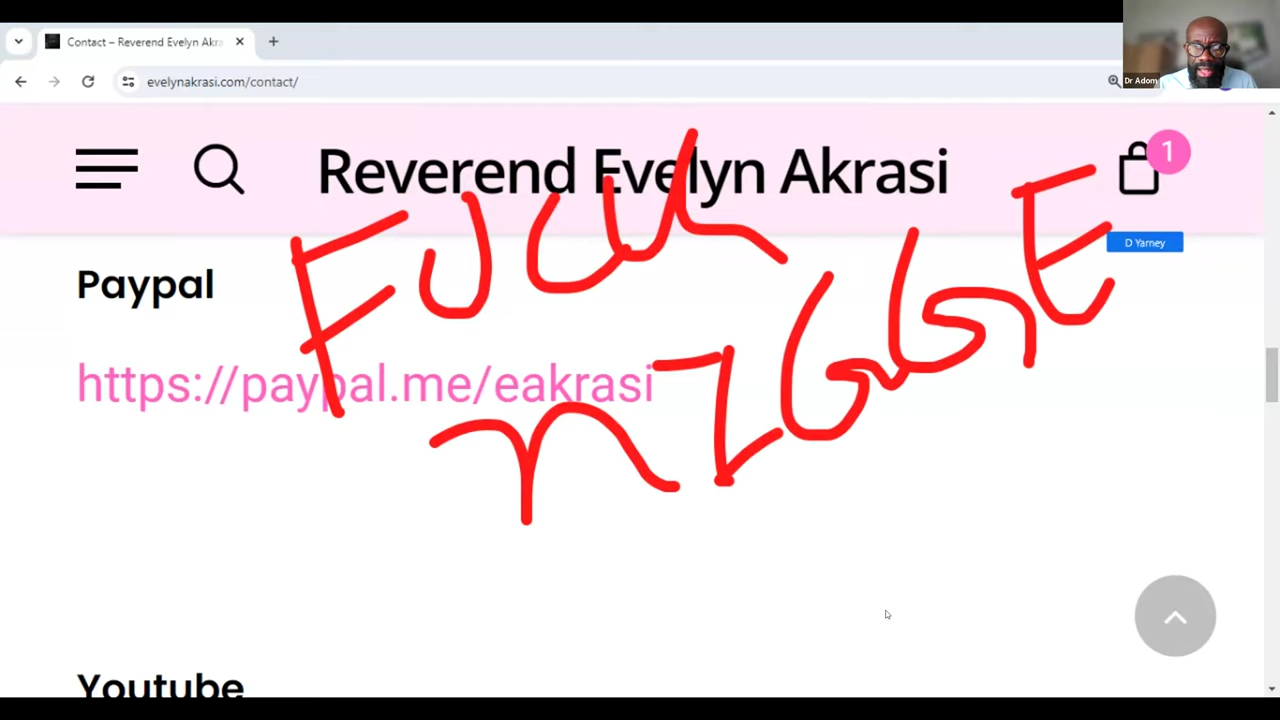 Contact – Reverend Evelyn Akra
evelynakrasi.com/contact/
Dr Adom
Reverend Evelyn Akrasi
1
D Yarney
FUCK
Paypal
https://paypal.me/eakrasi
NIGGE
Youtube